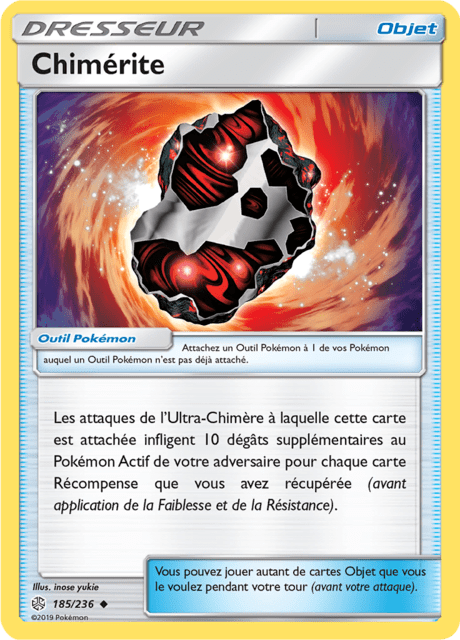 DRESSEUR
Objet
Chimérite
Outil Pokémon
Attachez un Outil Pokémon à 1 de vos Pokémon
auquel un Outil Pokémon n'est pas déjà attaché.
Les attaques de l'Ultra-Chimère à laquelle cette carte
est attachée infligent 10 dégâts supplémentaires au
Pokémon Actif de votre adversaire pour chaque carte
Récompense que vous avez récupérée (avant
application de la Faiblesse et de la Résistance).
Vous pouvez jouer autant de cartes Objet que vous
le voulez pendant votre tour (avant votre attaque).
Illus. inose yukie
185/236
©2019 Pokémon